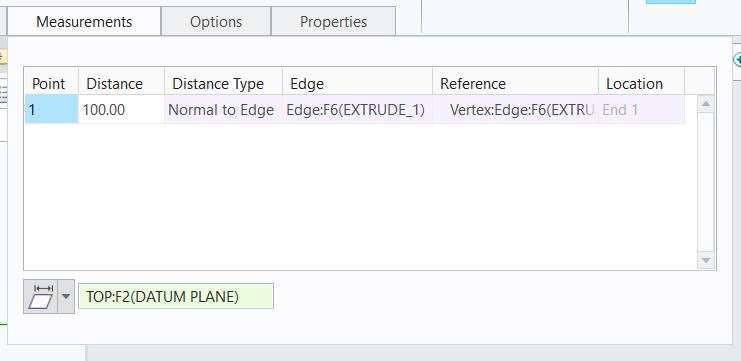 Measurements Options Properties
Point Distance Distance Type Edge Reference Location
1 100.00 Normal to Edge Edge:F6(EXTRUDE_1) Vertex:Edge:F6(EXTRU End 1
TOP:F2(DATUM PLANE)